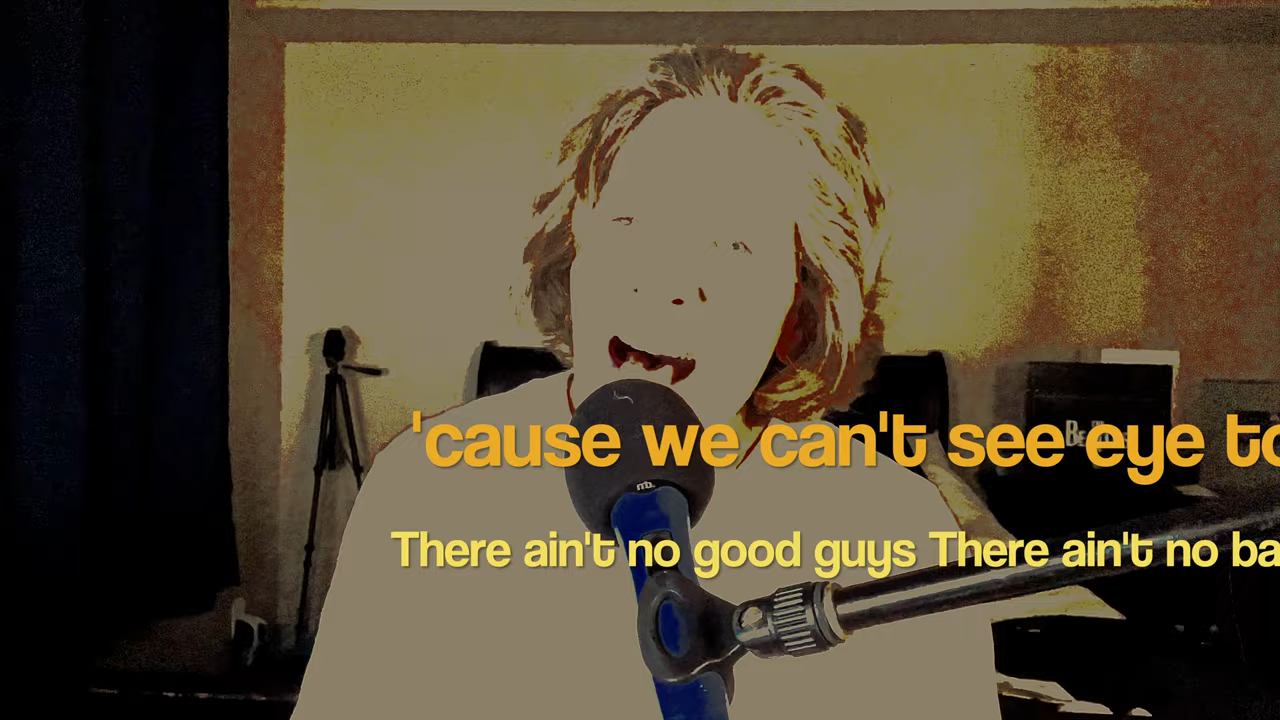 'cause we can't see eye to
There ain't no good guys There ain't no ba